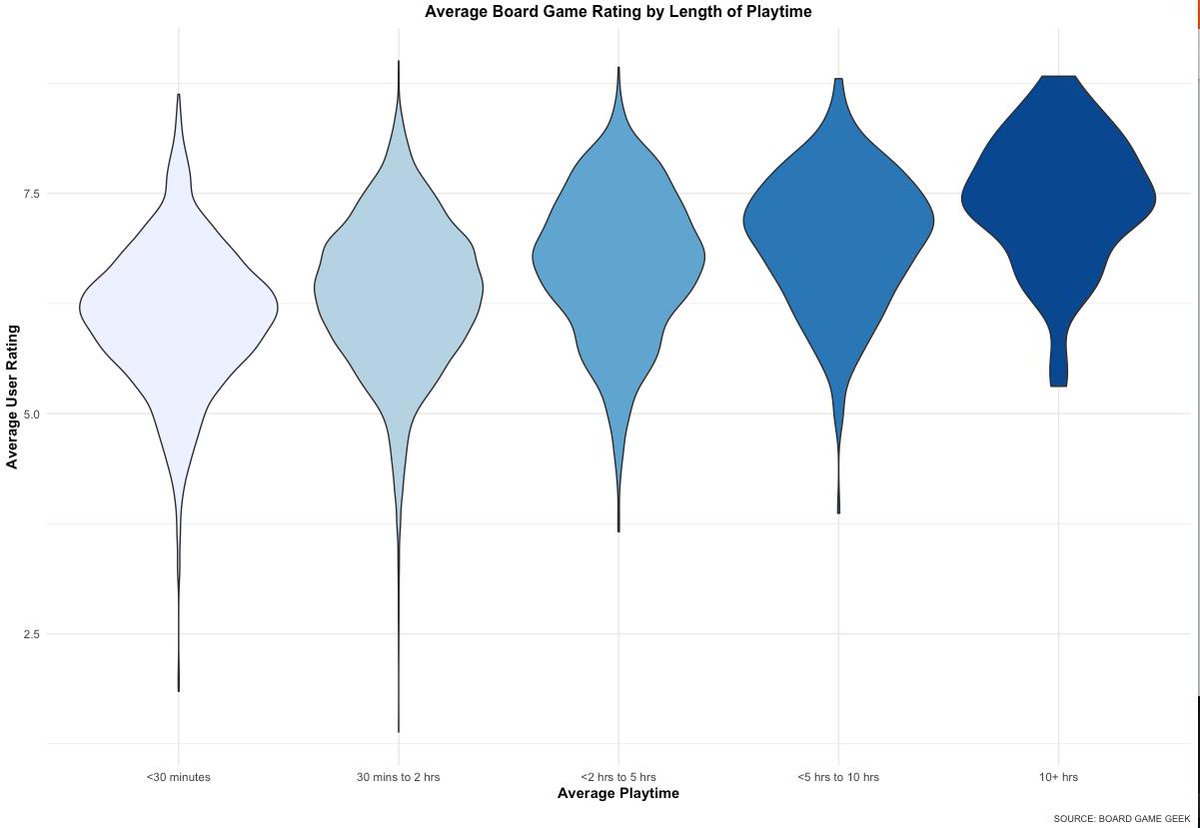 Average Board Game Rating by Length of Playtime
Average User Rating
7.5
5.0
2.5
<30 minutes
30 mins to 2 hrs
<2 hrs to 5 hrs
<5 hrs to 10 hrs
10+ hrs
Average Playtime
SOURCE: BOARD GAME GEEK